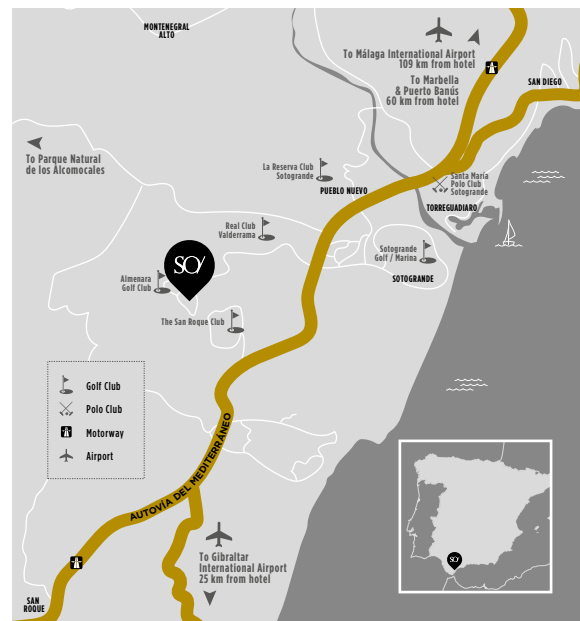 MONTENEGRAL
ALTO
To Málaga International Airport
109 km from hotel
To Marbella
& Puerto Banús
60 km from hotel
SAN DIEGO
To Parque Natural
de los Álcomocales
La Reserva Club
Sotogrande
PUEBLO NUEVO
Santa María
Polo Club
Sotogrande
TORREGUADIARO
Real Club
Valderrama
Sotogrande
Golf / Marina
SOTOGRANDE
SO/
Almenara
Golf Club
The San Roque Club
Golf Club
Polo Club
Motorway
Airport
AUTOVÍA DEL MEDITERRÁNEO
To Gibraltar
International Airport
25 km from hotel
SAN
ROQUE
SO/